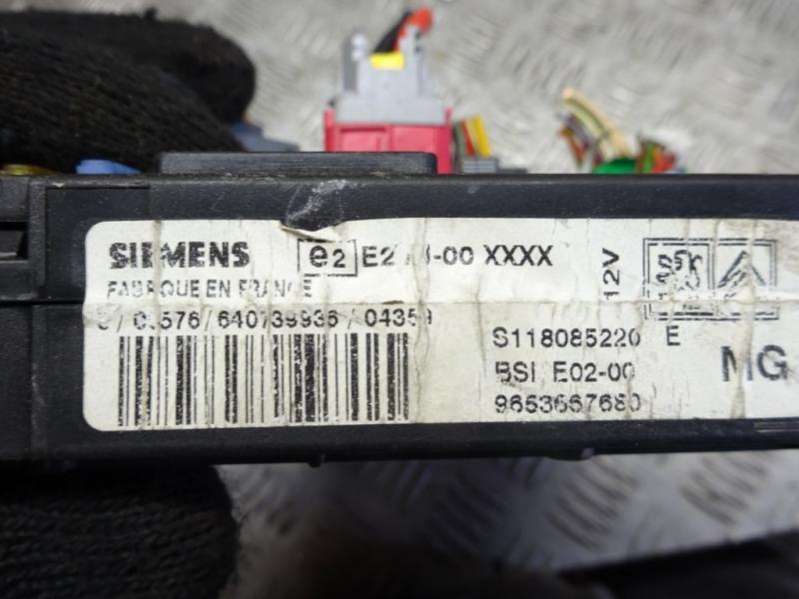 SIEMENS e2 XXXX
FABRIQUE EN FRANCE
12V
S118085220 E
BSI E02-00
9653667680
MG